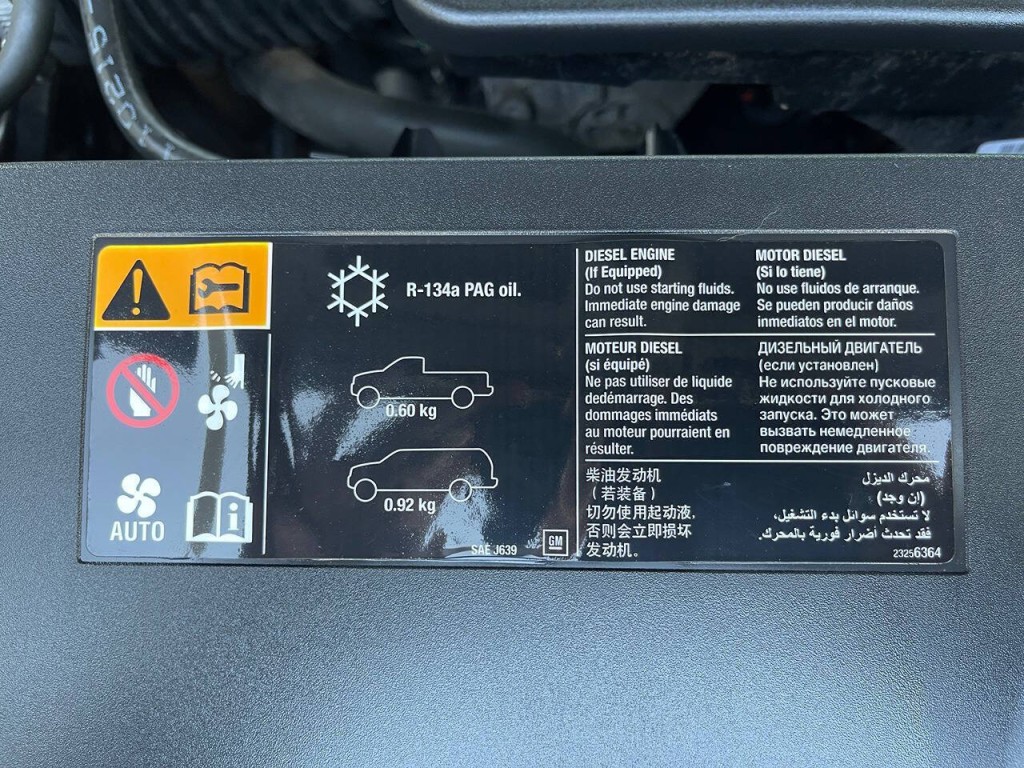 110215
AUTO
R-134a PAG oil.
0.60 kg
0.92 kg
SAE J639
GM
DIESEL ENGINE
(If Equipped)
Do not use starting fluids.
Immediate engine damage
can result.
MOTOR DIESEL
(Si lo tiene)
No use fluidos de arranque.
Se pueden producir daños
inmediatos en el motor.
MOTEUR DIESEL
(si équipé)
Ne pas utiliser de liquide
dedémarrage. Des
dommages immédiats
au moteur pourraient en
résulter.
ДИЗЕЛЬНЫЙ ДВИГАТЕЛЬ
(если установлен)
Не используйте пусковые
жидкости для холодного
запуска. Это может
вызвать немедленное
повреждение двигателя.
柴油发动机
（若装备）
切勿使用起动液.
否则会立即损坏
发动机。
مُحرك الديزل
(إن وجد)
لا تستخدم سوائل بدء التشغيل،
فقد تحدث أضرار فورية بالمحرك.
23256364